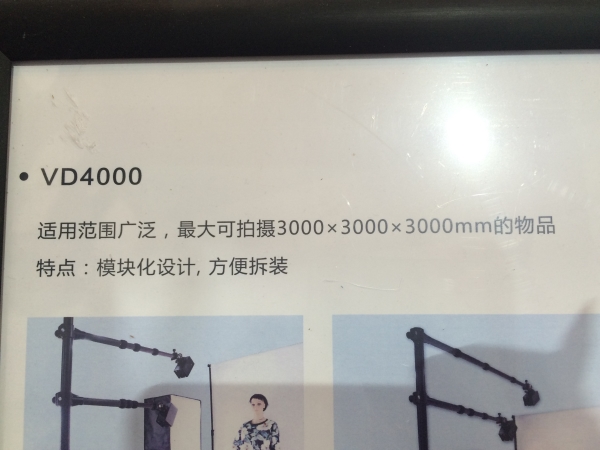 • VD4000
适用范围广泛，最大可拍摄3000×3000×3000mm的物品
特点：模块化设计, 方便拆装